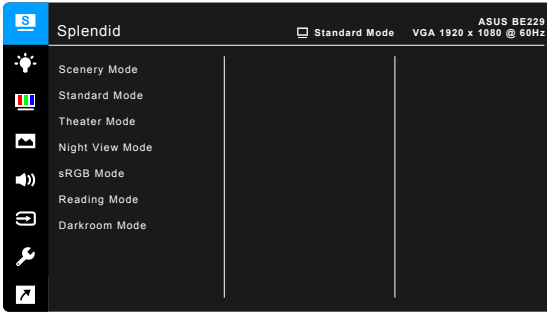 S
Splendid
Standard Mode
ASUS BE229
VGA 1920 x 1080 @ 60Hz
Scenery Mode
Standard Mode
Theater Mode
Night View Mode
sRGB Mode
Reading Mode
Darkroom Mode